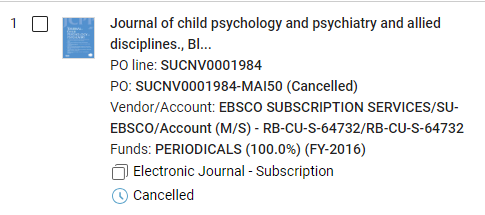 1
Journal of child psychology and psychiatry and allied
disciplines., Bl...
PO line: SUCNV0001984
PO: SUCNV0001984-MAI50 (Cancelled)
Vendor/Account: EBSCO SUBSCRIPTION SERVICES/SU-
EBSCO/Account (M/S) - RB-CU-S-64732/RB-CU-S-64732
Funds: PERIODICALS (100.0%) (FY-2016)
Electronic Journal - Subscription
Cancelled